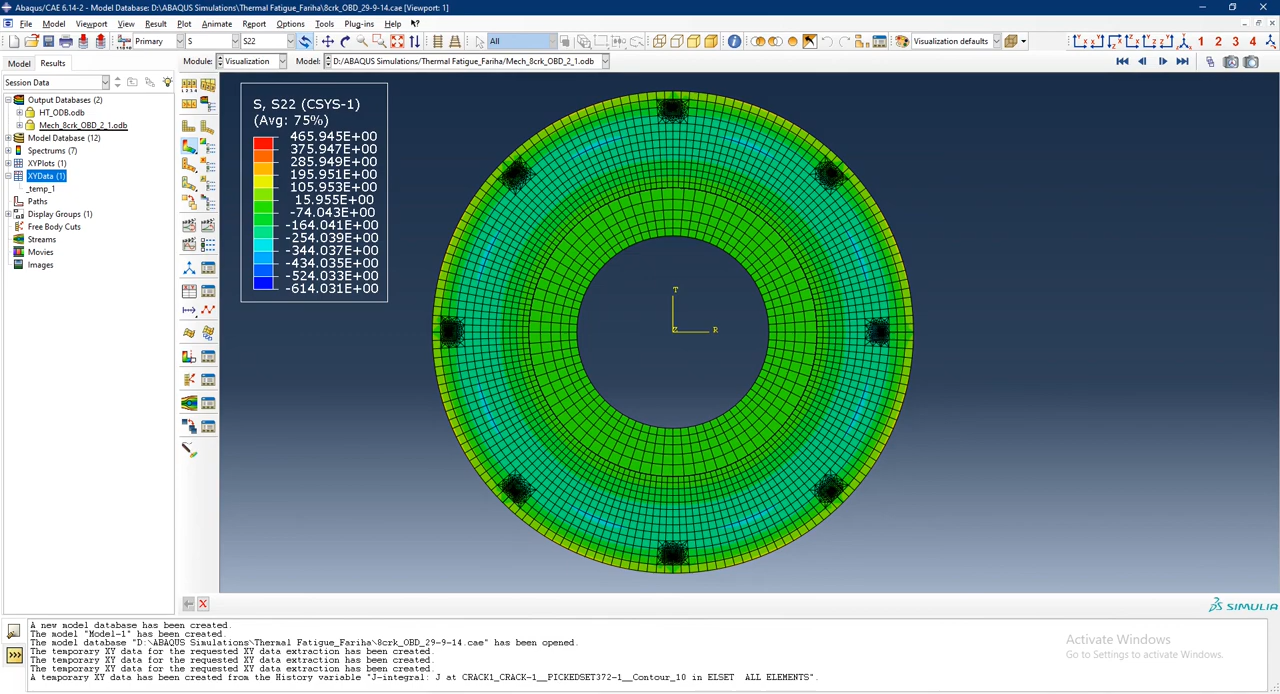 Abaqus/CAE 6.14-2 - Model Database: D:\ABAQUS Simulations\Thermal Fatigue_Fariha\8crk_OBD_29-9-14.cae [Viewport: 1]
File Model Viewport View Result Plot Animate Report Options Tools Plug-ins Help
Primary S S22 All Visualization defaults 1 2 3 4
Model Results Module: Visualization Model: D:/ABAQUS Simulations/Thermal Fatigue_Fariha/Mech_8crk_OBD_2_1.odb
Session Data
Output Databases (2)
HT_ODB.odb
Mech_8crk_OBD_2_1.odb
Model Database (12)
Spectrums (7)
XYPlots (1)
XYData (1)
_temp_1
Paths
Display Groups (1)
Free Body Cuts
Streams
Movies
Images
S, S22 (CSYS-1)
(Avg: 75%)
465.945E+00
375.947E+00
285.949E+00
195.951E+00
105.953E+00
15.955E+00
-74.043E+00
-164.041E+00
-254.039E+00
-344.037E+00
-434.035E+00
-524.033E+00
-614.031E+00
T
Z R
SIMULIA
A new model database has been created.
The model "Model-1" has been created.
The model database "D:\ABAQUS Simulations\Thermal Fatigue_Fariha\8crk_OBD_29-9-14.cae" has been opened.
The temporary XY data for the requested XY data extraction has been created.
The temporary XY data for the requested XY data extraction has been created.
The temporary XY data for the requested XY data extraction has been created.
A temporary XY data has been created from the History variable "J-integral: J at CRACK1_CRACK-1__PICKEDSET372-1__Contour_10 in ELSET  ALL ELEMENTS".
Activate Windows
Go to Settings to activate Windows.